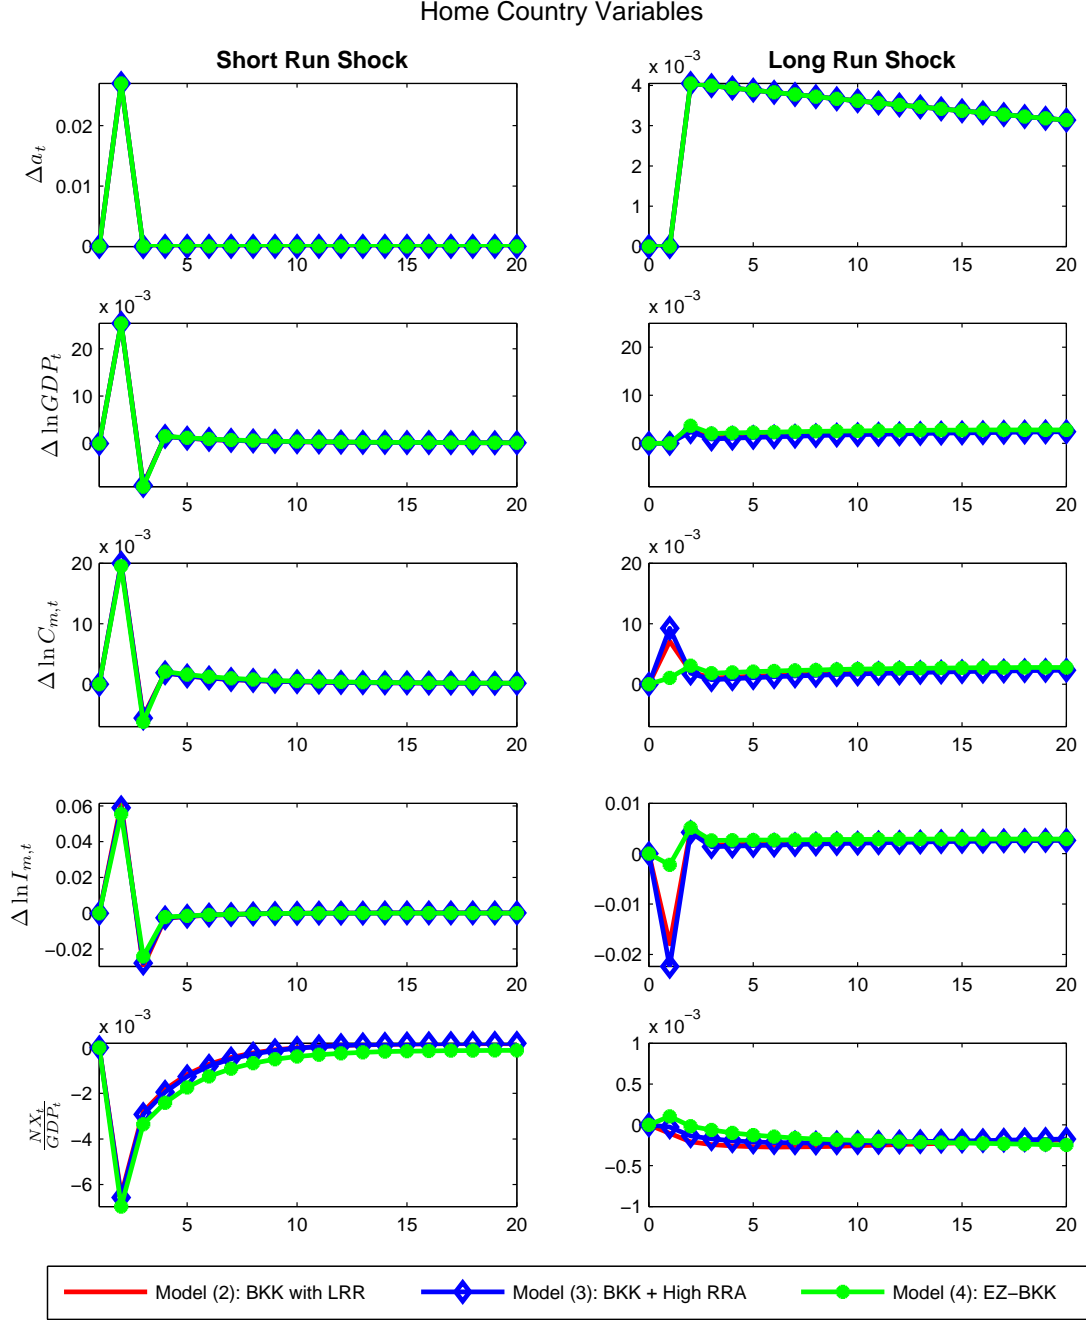 Home Country Variables
Short Run Shock
Long Run Shock
Δa_t
0.02
0.01
0
5 10 15 20
x 10^−3
4
3
4
3
0
0 5 10 15 20
Δ ln GDP_t
x 10^−3
20
10
0
5 10 15 20
x 10^−3
20
10
0
0 5 10 15 20
Δ ln C_{m,t}
x 10^−3
20
10
0
5 10 15 20
x 10^−3
20
10
0
0 5 10 15 20
Δ ln I_{m,t}
0.06
0.04
0.02
0
−0.02
5 10 15 20
0.01
0
−0.01
−0.02
0 5 10 15 20
NX_t
GDP_t
x 10^−3
0
−2
−4
−6
5 10 15 20
x 10^−3
1
0.5
0
−0.5
−1
0 5 10 15 20
Model (2): BKK with LRR
Model (3): BKK + High RRA
Model (4): EZ−BKK